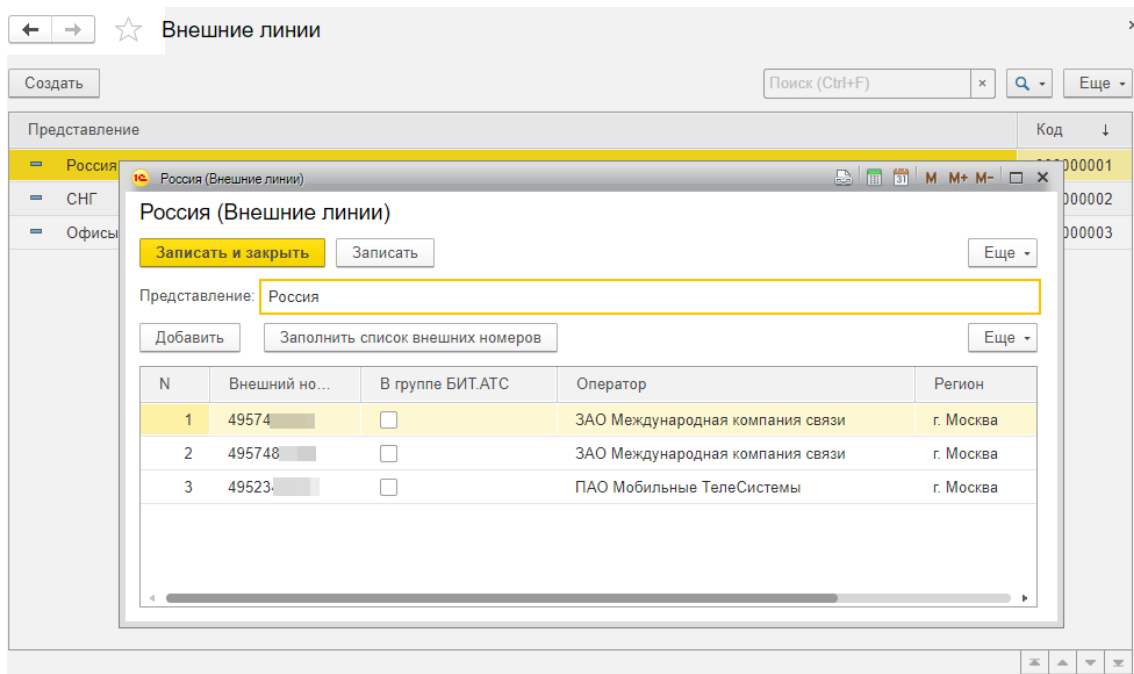 Внешние линии
Создать Поиск (Ctrl+F) × Еще
Представление Код ↓
Россия 000000001
СНГ 000002
Офисы 000003
1С Россия (Внешние линии) 31 M M+ M-
Россия (Внешние линии)
Записать и закрыть Записать Еще
Представление: Россия
Добавить Заполнить список внешних номеров Еще
N Внешний но... В группе БИТ.АТС Оператор Регион
1 49574 ЗАО Международная компания связи г. Москва
2 495748 ЗАО Международная компания связи г. Москва
3 49523 ПАО Мобильные ТелеСистемы г. Москва